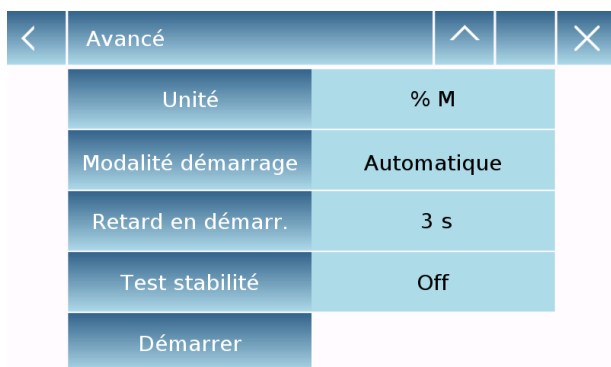 Avancé
Unité % M
Modalité démarrage Automatique
Retard en démarr. 3 s
Test stabilité Off
Démarrer